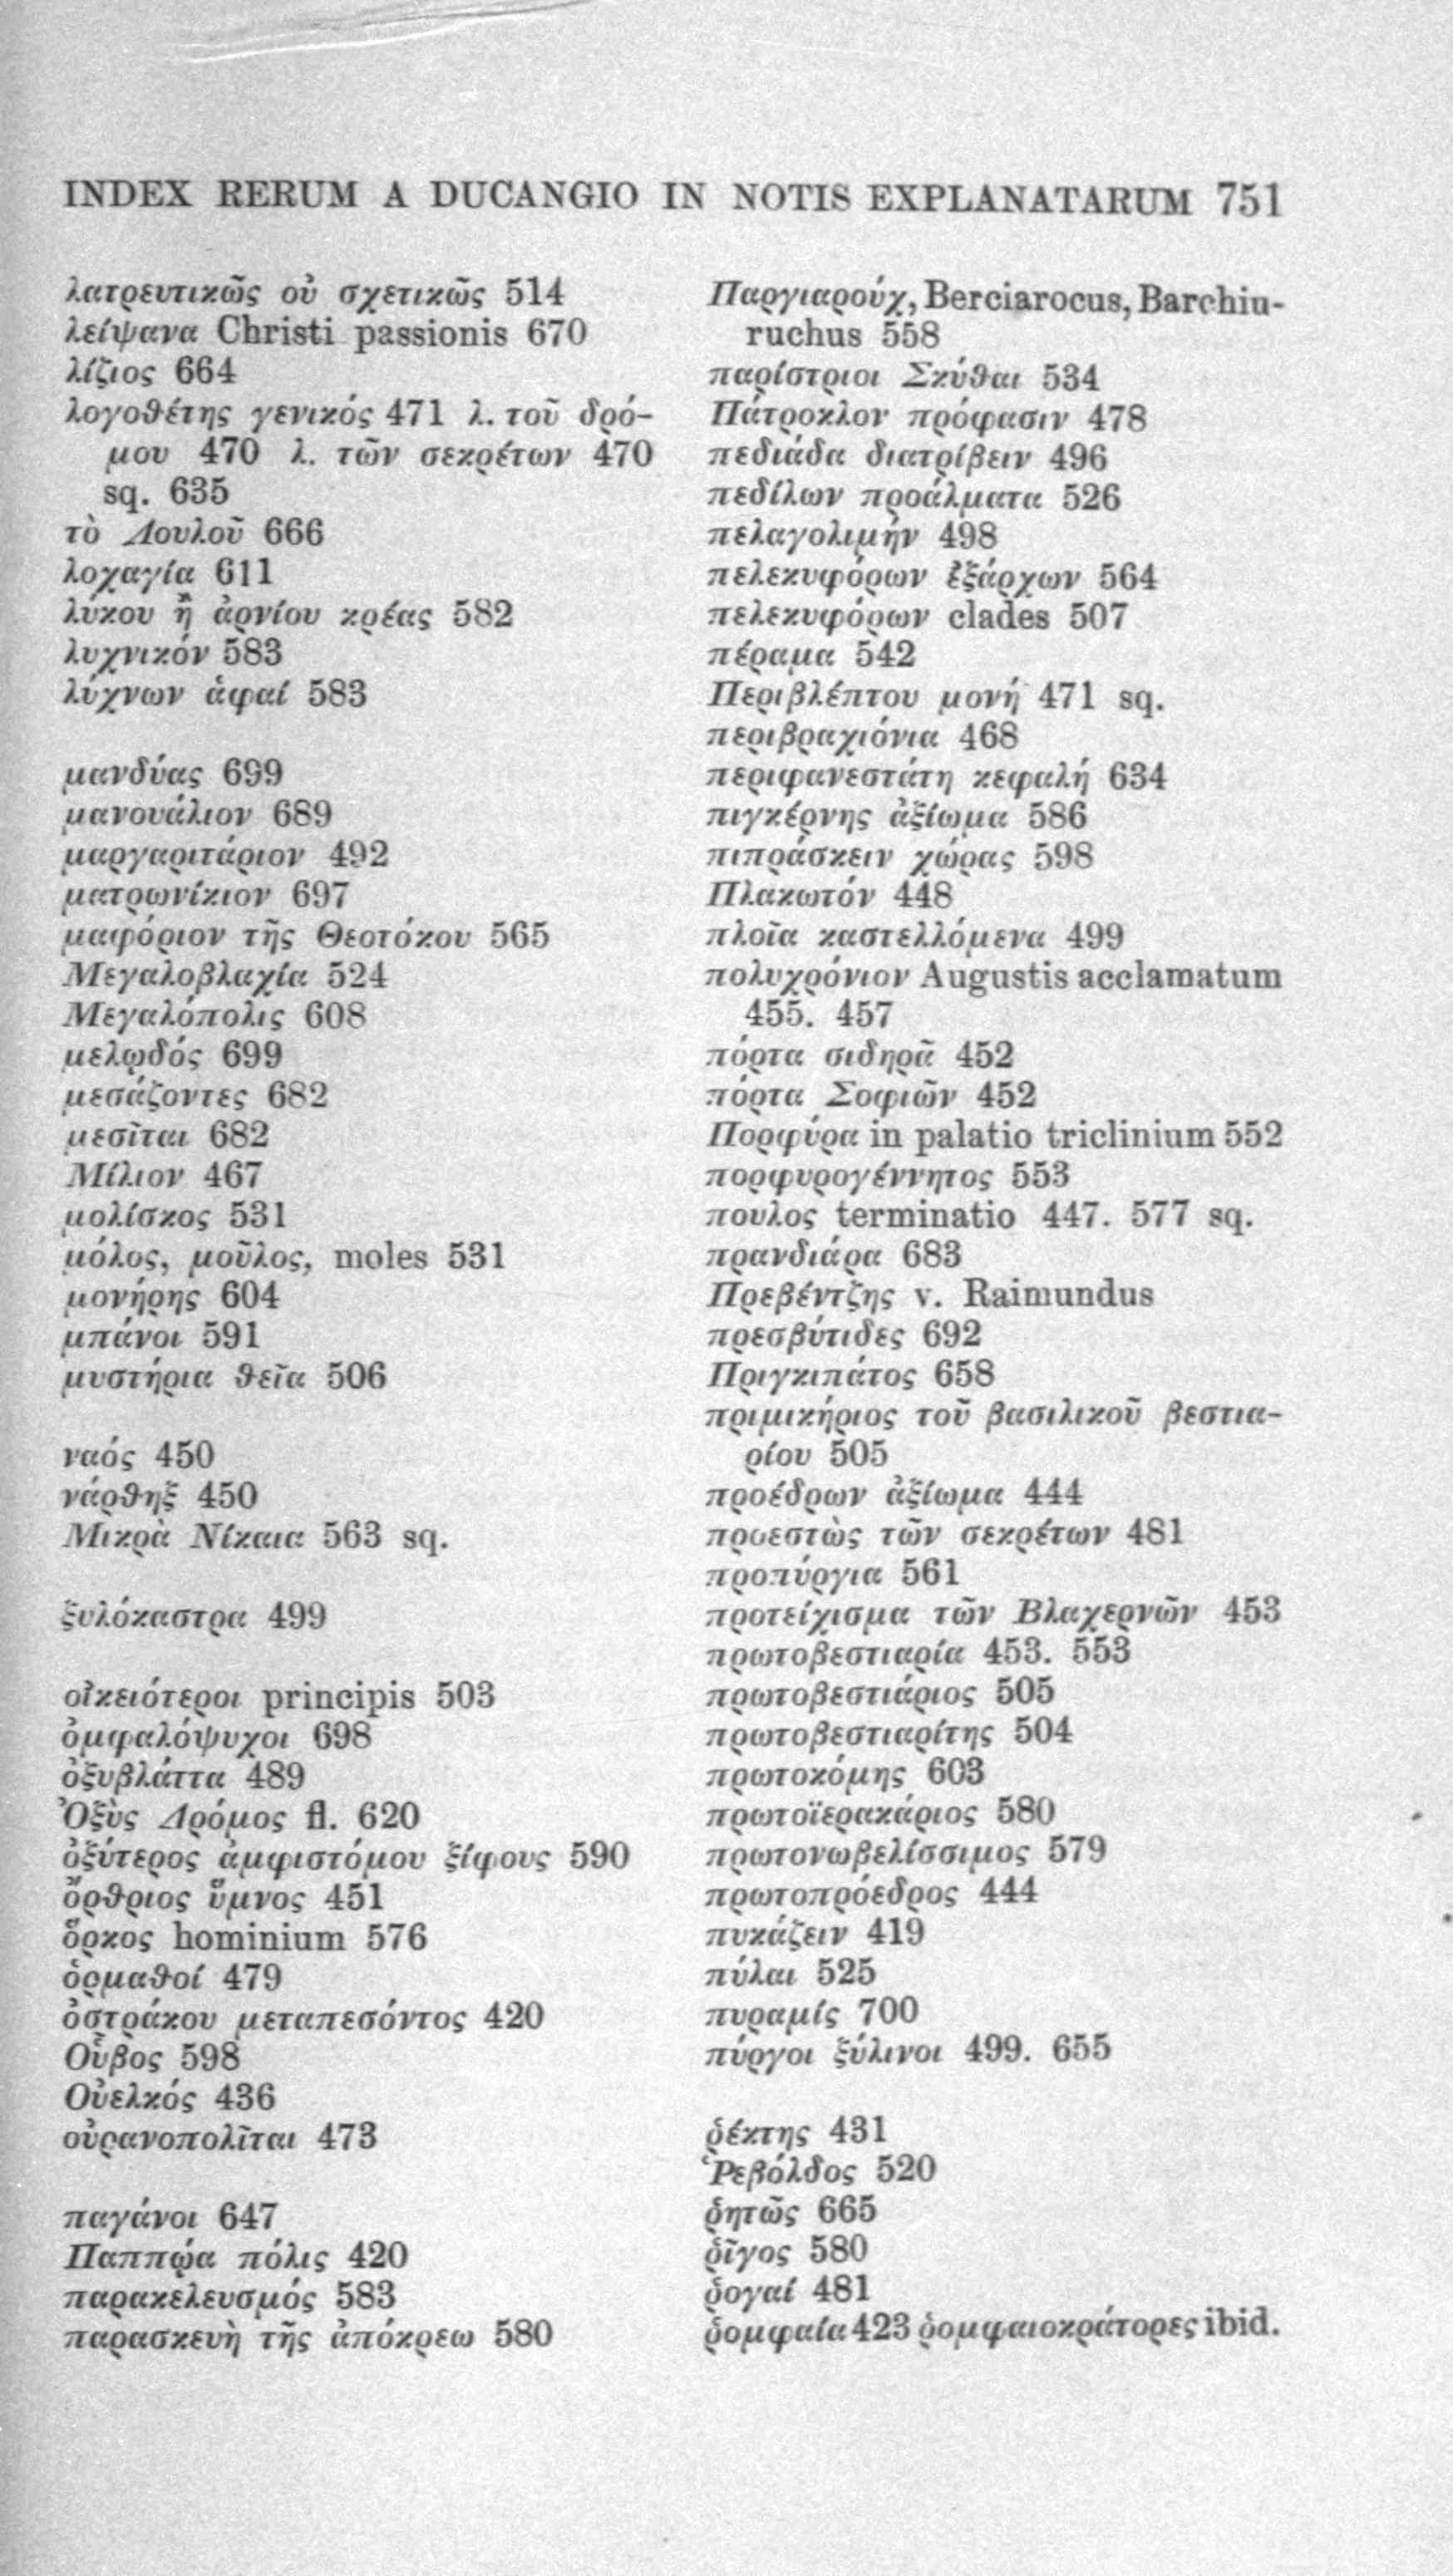 INDEX RERUM A DUCANGIO IN NOTIS EXPLANATARUM 751
λατρευτικῶς οὐ σχετικῶς 514
λείψανα Christi passionis 670
λίζιος 664
λογοθέτης γενικός 471 λ. τοῦ δρό-
μου 470 λ. τῶν σεκρέτων 470
sq. 635
τὸ Λουλοῦ 666
λοχαγία 611
λύκου ἢ ἀρνίου κρέας 582
λυχνικόν 583
λύχνων ἁφαί 583
μανδύας 699
μανουάλιον 689
μαργαριτάριον 492
ματρωνίκιον 697
μαφόριον τῆς Θεοτόκου 565
Μεγαλοβλαχία 524
Μεγαλόπολις 608
μελῳδός 699
μεσάζοντες 682
μεσῖται 682
Μίλιον 467
μολίσκος 531
μόλος, μοῦλος, moles 531
μονήρης 604
μπάνοι 591
μυστήρια θεῖα 506
ναός 450
νάρθηξ 450
Μικρὰ Νίκαια 563 sq.
ξυλόκαστρα 499
οἰκειότεροι principis 503
ὀμφαλόψυχοι 698
ὀξυβλάττα 489
Ὀξὺς Δρόμος fl. 620
ὀξύτερος ἀμφιστόμου ξίφους 590
ὄρθριος ὕμνος 451
ὅρκος hominium 576
ὁρμαθοί 479
ὀστράκου μεταπεσόντος 420
Οὖβος 598
Οὐελκός 436
οὐρανοπολῖται 473
παγάνοι 647
Παππῴα πόλις 420
παρακελευσμός 583
παρασκευὴ τῆς ἀπόκρεω 580
Παργιαρούχ, Berciarocus, Barchiu-
ruchus 558
παρίστριοι Σκύθαι 534
Πάτροκλον πρόφασιν 478
πεδιάδα διατρίβειν 496
πεδίλων προάλματα 526
πελαγολιμήν 498
πελεκυφόρων ἐξάρχων 564
πελεκυφόρων clades 507
πέραμα 542
Περιβλέπτου μονή 471 sq.
περιβραχιόνια 468
περιφανεστάτη κεφαλή 634
πιγκέρνης ἀξίωμα 586
πιπράσκειν χώρας 598
Πλακωτόν 448
πλοῖα καστελλόμενα 499
πολυχρόνιον Augustis acclamatum
455. 457
πόρτα σιδηρᾶ 452
πόρτα Σοφιῶν 452
Πορφύρα in palatio triclinium 552
πορφυρογέννητος 553
πουλος terminatio 447. 577 sq.
πρανδιάρα 683
Πρεβέντζης v. Raimundus
πρεσβύτιδες 692
Πριγκιπάτος 658
πριμικήριος τοῦ βασιλικοῦ βεστια-
ρίου 505
προέδρων ἀξίωμα 444
προεστὼς τῶν σεκρέτων 481
προπύργια 561
προτείχισμα τῶν Βλαχερνῶν 453
πρωτοβεστιαρία 453. 553
πρωτοβεστιάριος 505
πρωτοβεστιαρίτης 504
πρωτοκόμης 603
πρωτοϊερακάριος 580
πρωτονωβελίσσιμος 579
πρωτοπρόεδρος 444
πυκάζειν 419
πύλαι 525
πυραμίς 700
πύργοι ξύλινοι 499. 655
ῥέκτης 431
Ῥεβόλδος 520
ῥητῶς 665
ῥῖγος 580
ῥογαί 481
ῥομφαία 423 ῥομφαιοκράτορες ibid.